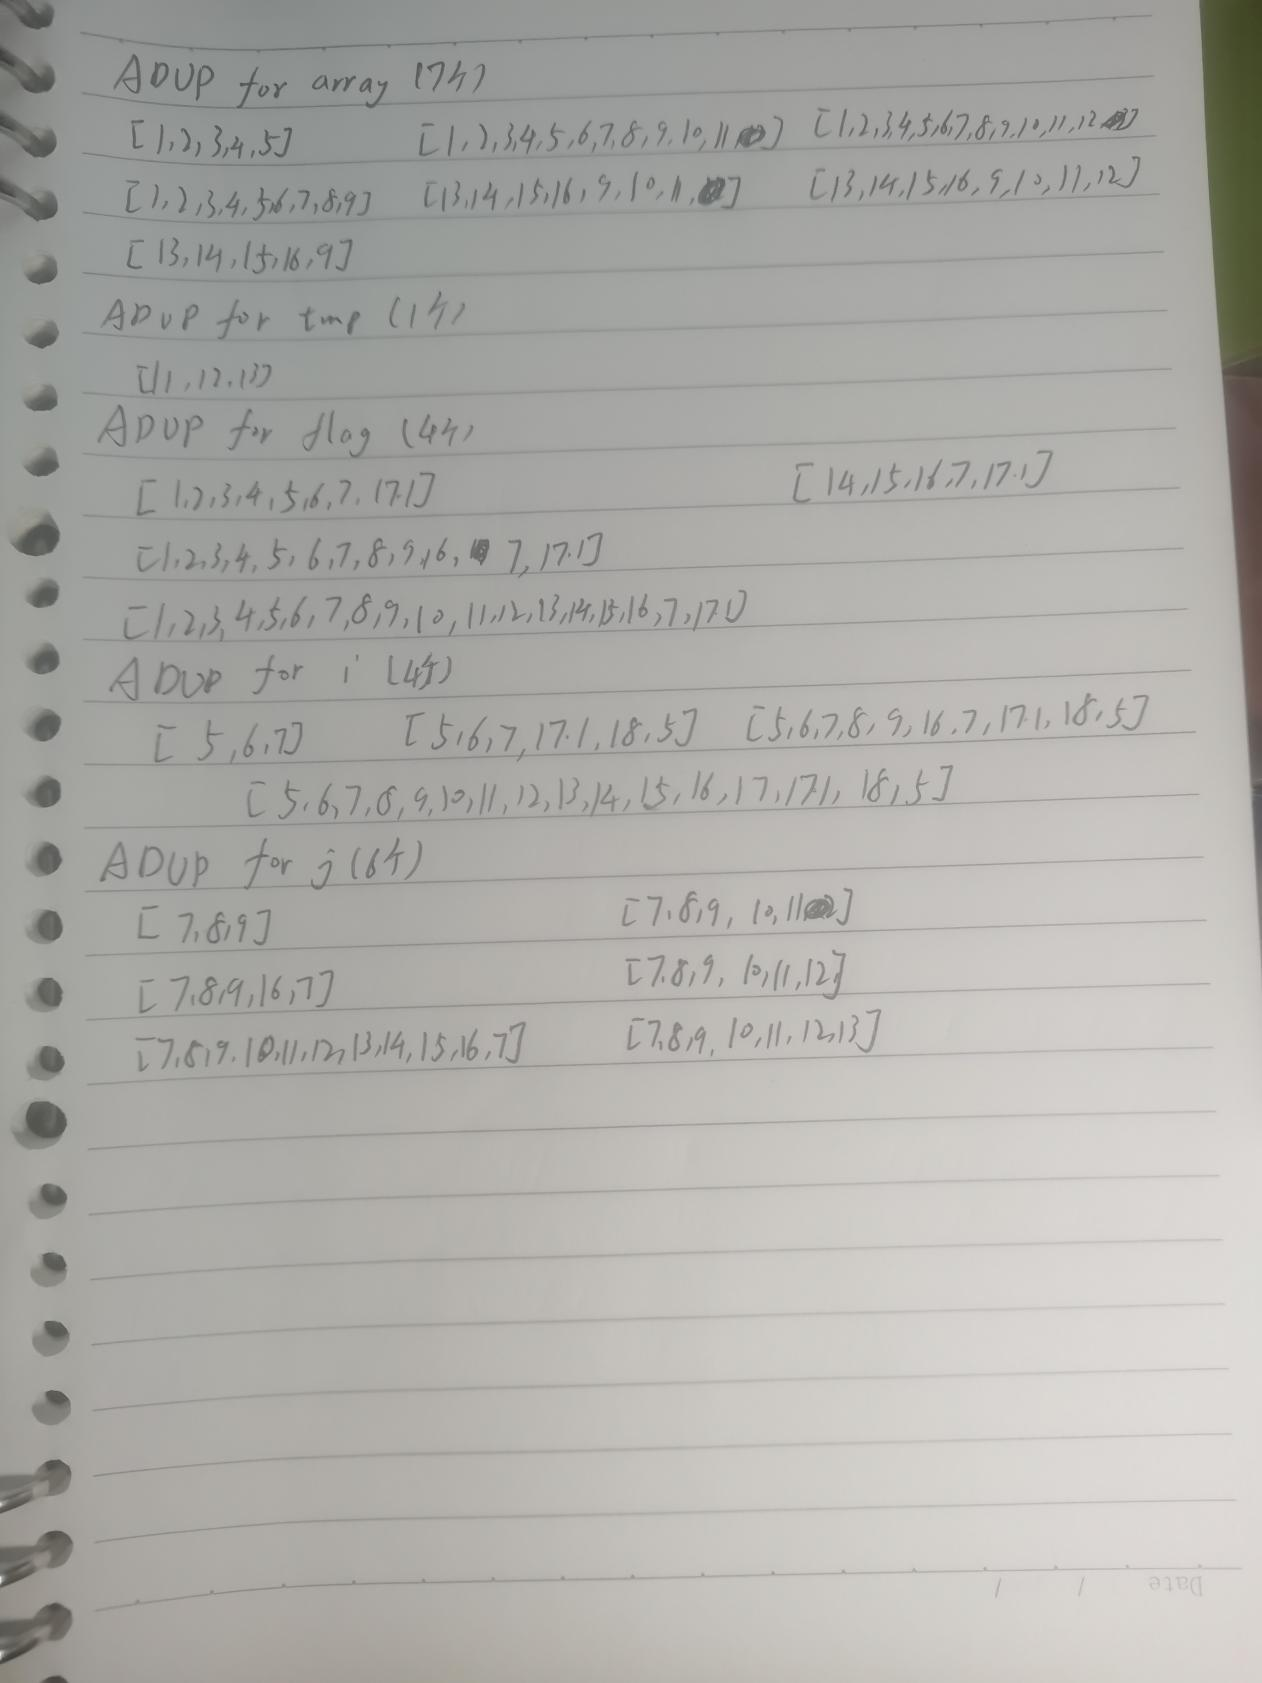 ADUP for array (7个)
[1,2,3,4,5] [1,2,3,4,5,6,7,8,9,10,11] [1,2,3,4,5,6,7,8,9,10,11,12]
[1,2,3,4,5,6,7,8,9] [13,14,15,16,9,10,11,] [13,14,15,16,9,10,11,12]
[13,14,15,16,9]
ADUP for tmp (1个)
[11,12,13]
ADUP for flag (4个)
[1,2,3,4,5,6,7,17.1] [14,15,16,7,17.1]
[1,2,3,4,5,6,7,8,9,16,7,17.1]
[1,2,3,4,5,6,7,8,9,10,11,12,13,14,15,16,7,17.1]
ADUP for i (4个)
[5,6,7] [5,6,7,17.1,18,5] [5,6,7,8,9,16,7,17.1,18,5]
[5,6,7,8,9,10,11,12,13,14,15,16,17,17.1,18,5]
ADUP for j (6个)
[7,8,9] [7,8,9,10,11]
[7,8,9,16,7] [7,8,9,10,11,12]
[7,8,9,10,11,12,13,14,15,16,7] [7,8,9,10,11,12,13]
Date / /